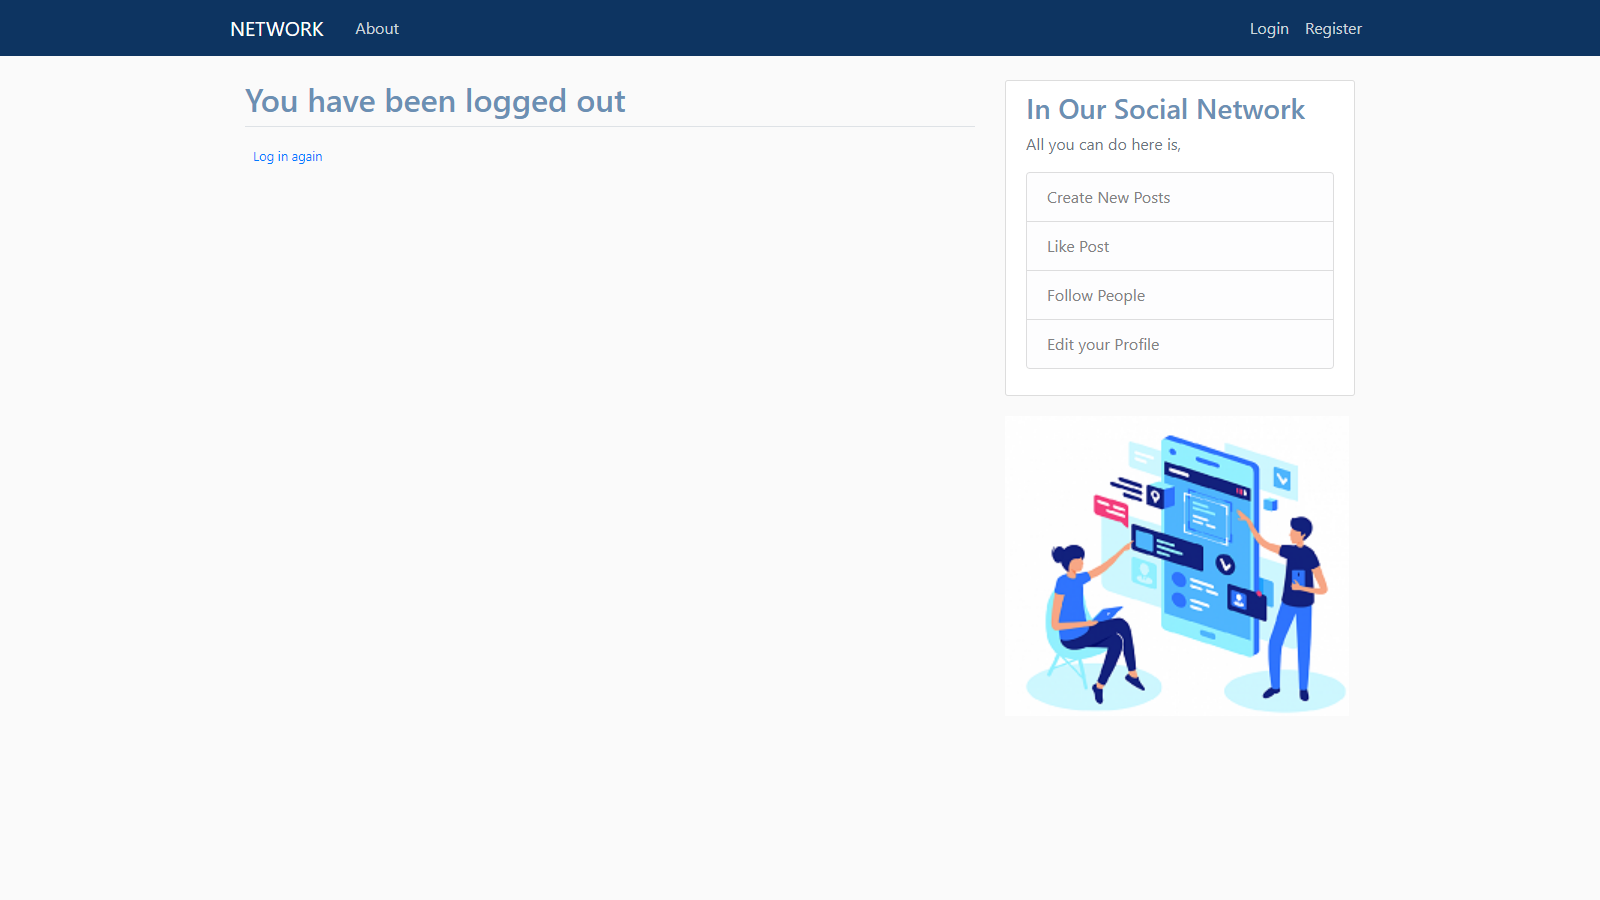 NETWORK About Login Register
You have been logged out
Log in again
In Our Social Network
All you can do here is,
Create New Posts
Like Post
Follow People
Edit your Profile